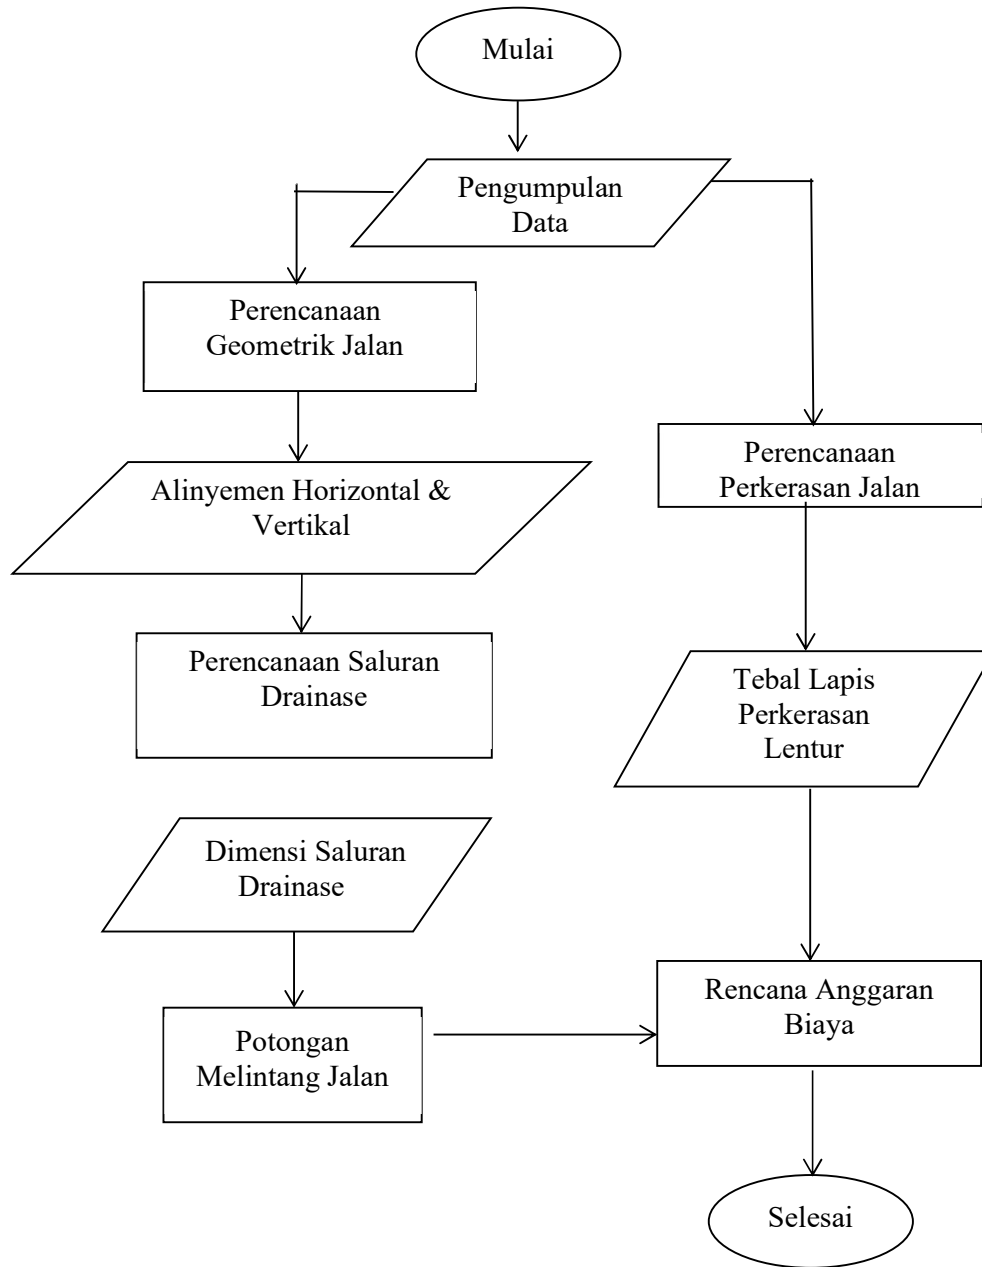 Mulai
Pengumpulan
Data
Perencanaan
Geometrik Jalan
Alinyemen Horizontal &
Vertikal
Perencanaan Saluran
Drainase
Dimensi Saluran
Drainase
Potongan
Melintang Jalan
Perencanaan
Perkerasan Jalan
Tebal Lapis
Perkerasan
Lentur
Rencana Anggaran
Biaya
Selesai